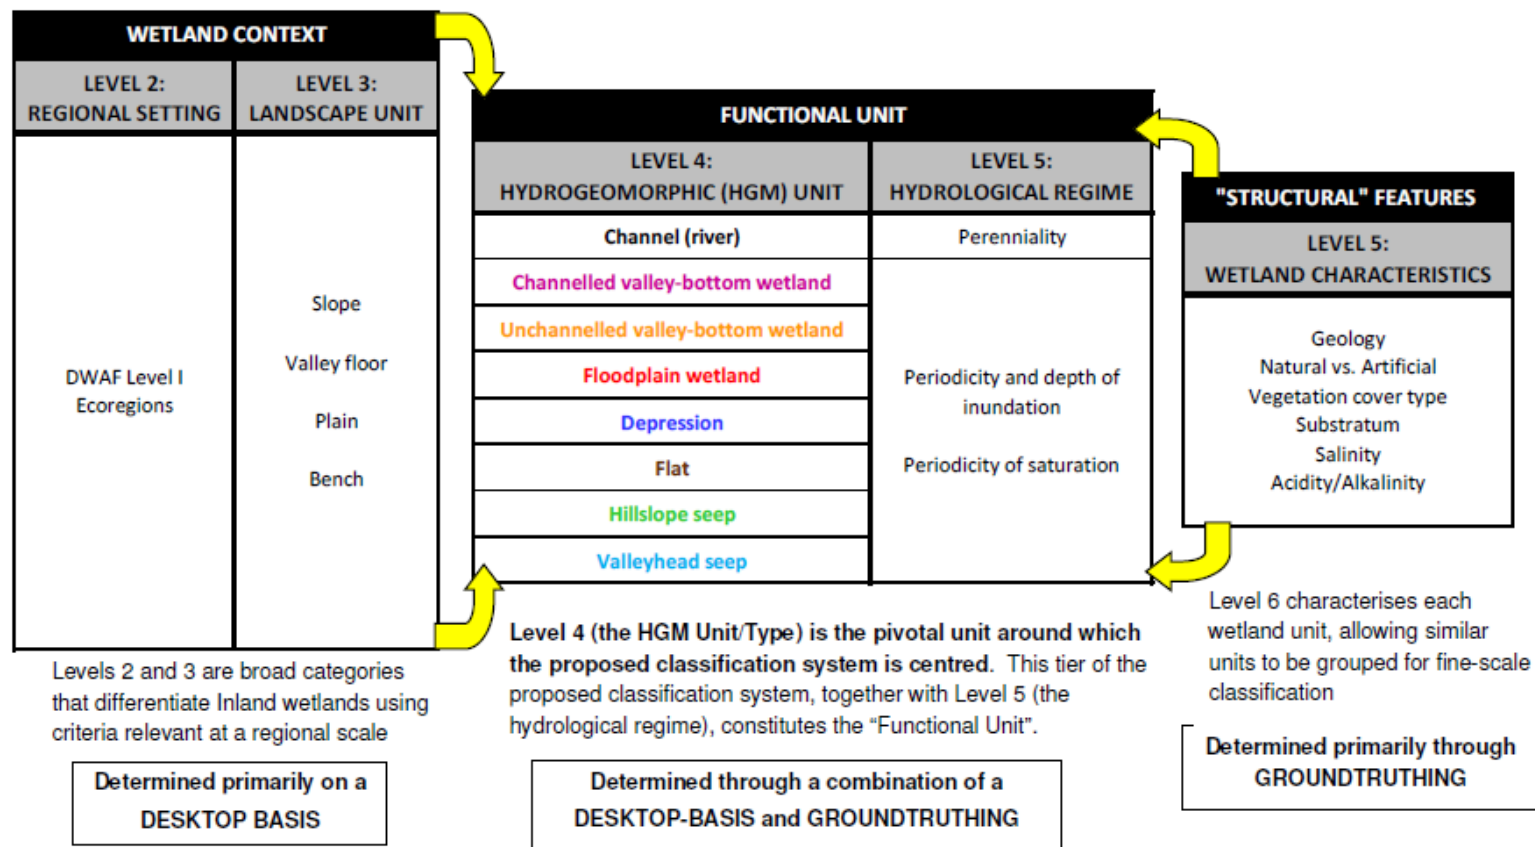 WETLAND CONTEXT
LEVEL 2:
REGIONAL SETTING
LEVEL 3:
LANDSCAPE UNIT
DWAF Level I
Ecoregions
Slope
Valley floor
Plain
Bench
Levels 2 and 3 are broad categories
that differentiate Inland wetlands using
criteria relevant at a regional scale
Determined primarily on a
DESKTOP BASIS
FUNCTIONAL UNIT
LEVEL 4:
HYDROGEOMORPHIC (HGM) UNIT
LEVEL 5:
HYDROLOGICAL REGIME
Channel (river)
Perenniality
Channelled valley-bottom wetland
Unchannelled valley-bottom wetland
Floodplain wetland
Depression
Flat
Hillslope seep
Valleyhead seep
Periodicity and depth of
inundation
Periodicity of saturation
Level 4 (the HGM Unit/Type) is the pivotal unit around which
the proposed classification system is centred. This tier of the
proposed classification system, together with Level 5 (the
hydrological regime), constitutes the “Functional Unit”.
Determined through a combination of a
DESKTOP-BASIS and GROUNDTRUTHING
"STRUCTURAL" FEATURES
LEVEL 5:
WETLAND CHARACTERISTICS
Geology
Natural vs. Artificial
Vegetation cover type
Substratum
Salinity
Acidity/Alkalinity
Level 6 characterises each
wetland unit, allowing similar
units to be grouped for fine-scale
classification
Determined primarily through
GROUNDTRUTHING